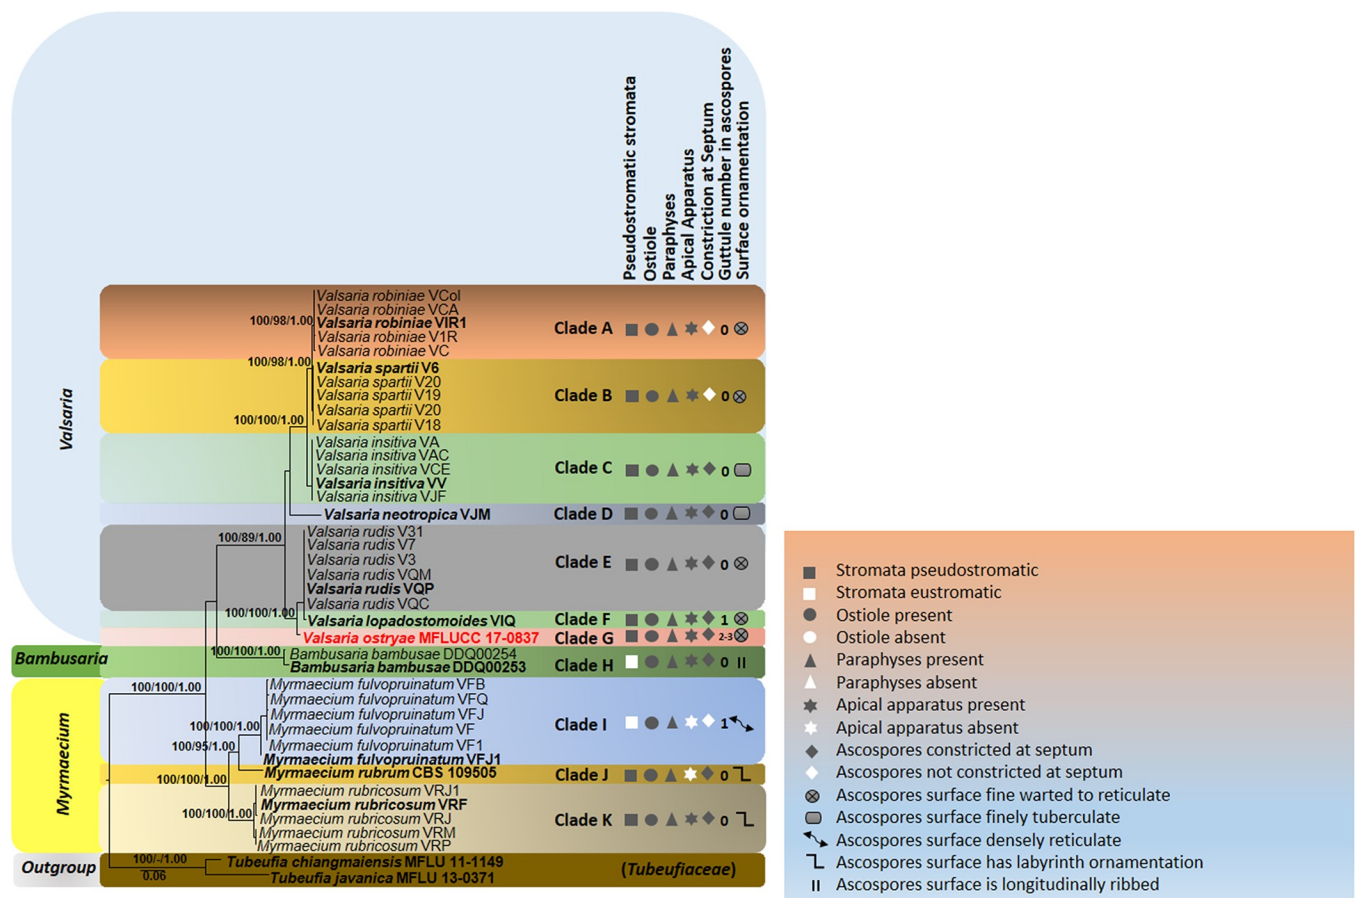 Pseudostromatic stromata
Ostiole
Paraphyses
Apical Apparatus
Constriction at Septum
Guttule number in ascospores
Surface ornamentation
Valsaria
Valsaria robiniae VCol
Valsaria robiniae VCA
100/98/1.00
Valsaria robiniae VIR1
Valsaria robiniae V1R
Valsaria robiniae VC
Clade A
0
100/98/1.00
Valsaria spartii V6
Valsaria spartii V20
Valsaria spartii V19
Valsaria spartii V20
Valsaria spartii V18
Clade B
0
100/100/1.00
Valsaria insitiva VA
Valsaria insitiva VAC
Valsaria insitiva VCE
Valsaria insitiva VV
Valsaria insitiva VJF
Clade C
0
Valsaria neotropica VJM
Clade D
0
100/89/1.00
Valsaria rudis V31
Valsaria rudis V7
Valsaria rudis V3
Valsaria rudis VQM
Valsaria rudis VQP
Valsaria rudis VQC
Clade E
0
100/100/1.00
Valsaria lopadostomoides VIQ
Clade F
1
Valsaria ostryae MFLUCC 17-0837
Clade G
2-3
Bambusaria
100/100/1.00
Bambusaria bambusae DDQ00254
Bambusaria bambusae DDQ00253
Clade H
0
Myrmaecium
100/100/1.00
Myrmaecium fulvopruinatum VFB
Myrmaecium fulvopruinatum VFQ
Myrmaecium fulvopruinatum VFJ
Myrmaecium fulvopruinatum VF
Myrmaecium fulvopruinatum VF1
Myrmaecium fulvopruinatum VFJ1
Clade I
1
100/100/1.00
100/95/1.00
Myrmaecium rubrum CBS 109505
Clade J
0
100/100/1.00
Myrmaecium rubricosum VRJ1
Myrmaecium rubricosum VRF
Myrmaecium rubricosum VRJ
Myrmaecium rubricosum VRM
Myrmaecium rubricosum VRP
100/100/1.00
Clade K
0
Outgroup
100/-/1.00
0.06
Tubeufia chiangmaiensis MFLU 11-1149
Tubeufia javanica MFLU 13-0371
(Tubeufiaceae)
Stromata pseudostromatic
Stromata eustromatic
Ostiole present
Ostiole absent
Paraphyses present
Paraphyses absent
Apical apparatus present
Apical apparatus absent
Ascospores constricted at septum
Ascospores not constricted at septum
Ascospores surface fine warted to reticulate
Ascospores surface finely tuberculate
Ascospores surface densely reticulate
Ascospores surface has labyrinth ornamentation
Ascospores surface is longitudinally ribbed